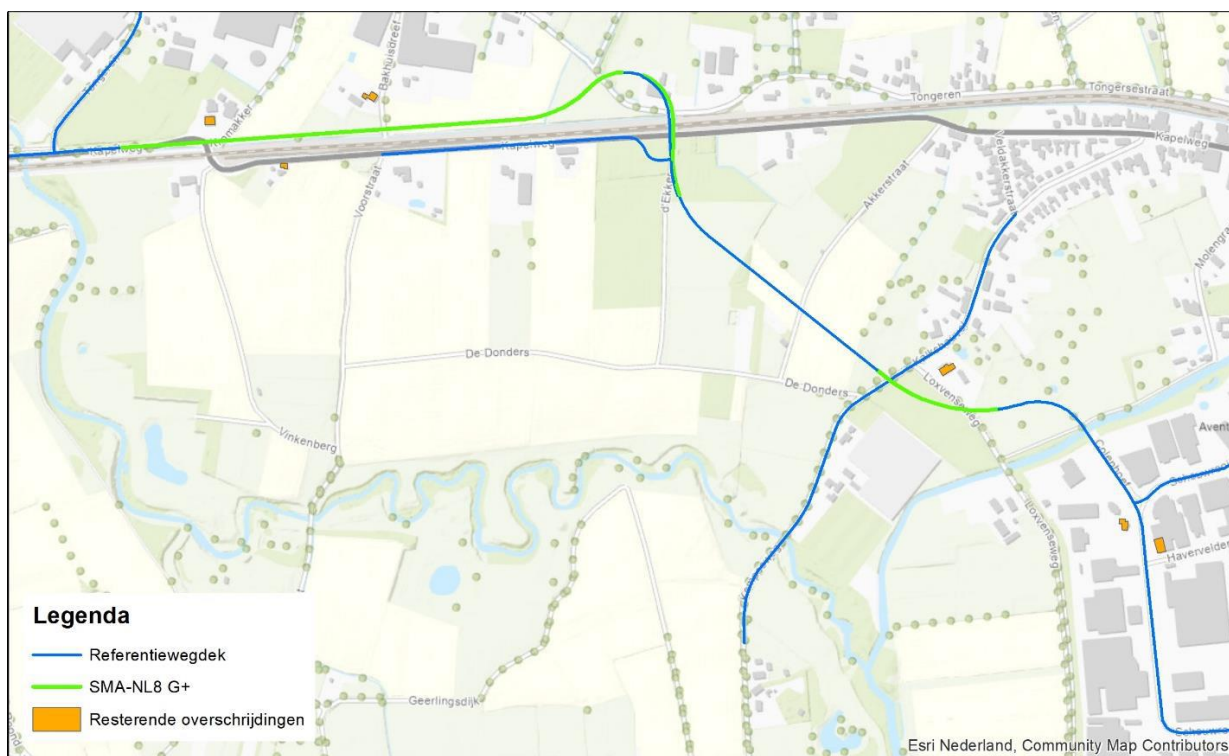 Bakhuisdreef
Tongeren
Tongersestraat
Kapelweg
Kapelweg
Kapelweg
Voorstraat
d'Ekker
Akkerstraat
Veldakkerstraat
De Donders
De Donders
Loxvenseweg
Vinkenberg
Colenhoef
Loxvenseweg
Havervelden
Geerlingsdijk
Legenda
Referentiewegdek
SMA-NL8 G+
Resterende overschrijdingen
Esri Nederland, Community Map Contributors